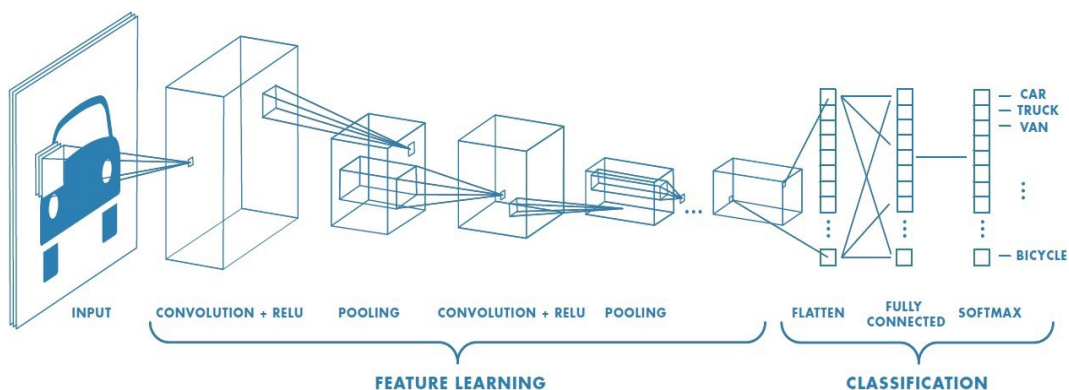 CAR
TRUCK
VAN
BICYCLE
INPUT
CONVOLUTION + RELU
POOLING
CONVOLUTION + RELU
POOLING
FLATTEN
FULLY
CONNECTED
SOFTMAX
FEATURE LEARNING
CLASSIFICATION